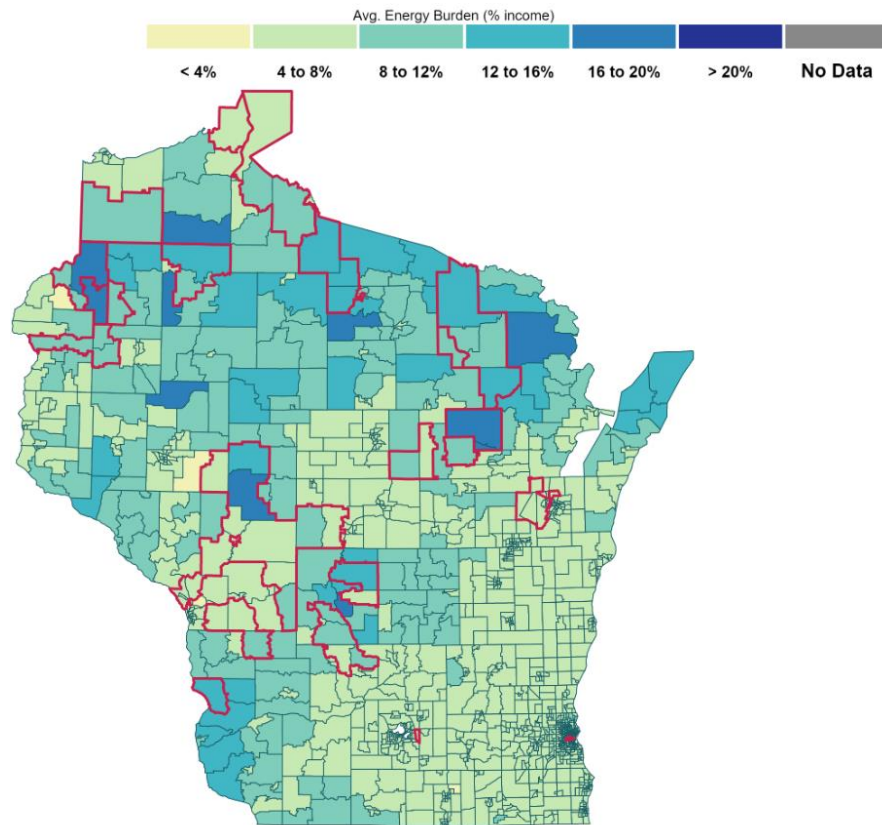 Avg. Energy Burden (% income)
< 4% 4 to 8% 8 to 12% 12 to 16% 16 to 20% > 20% No Data